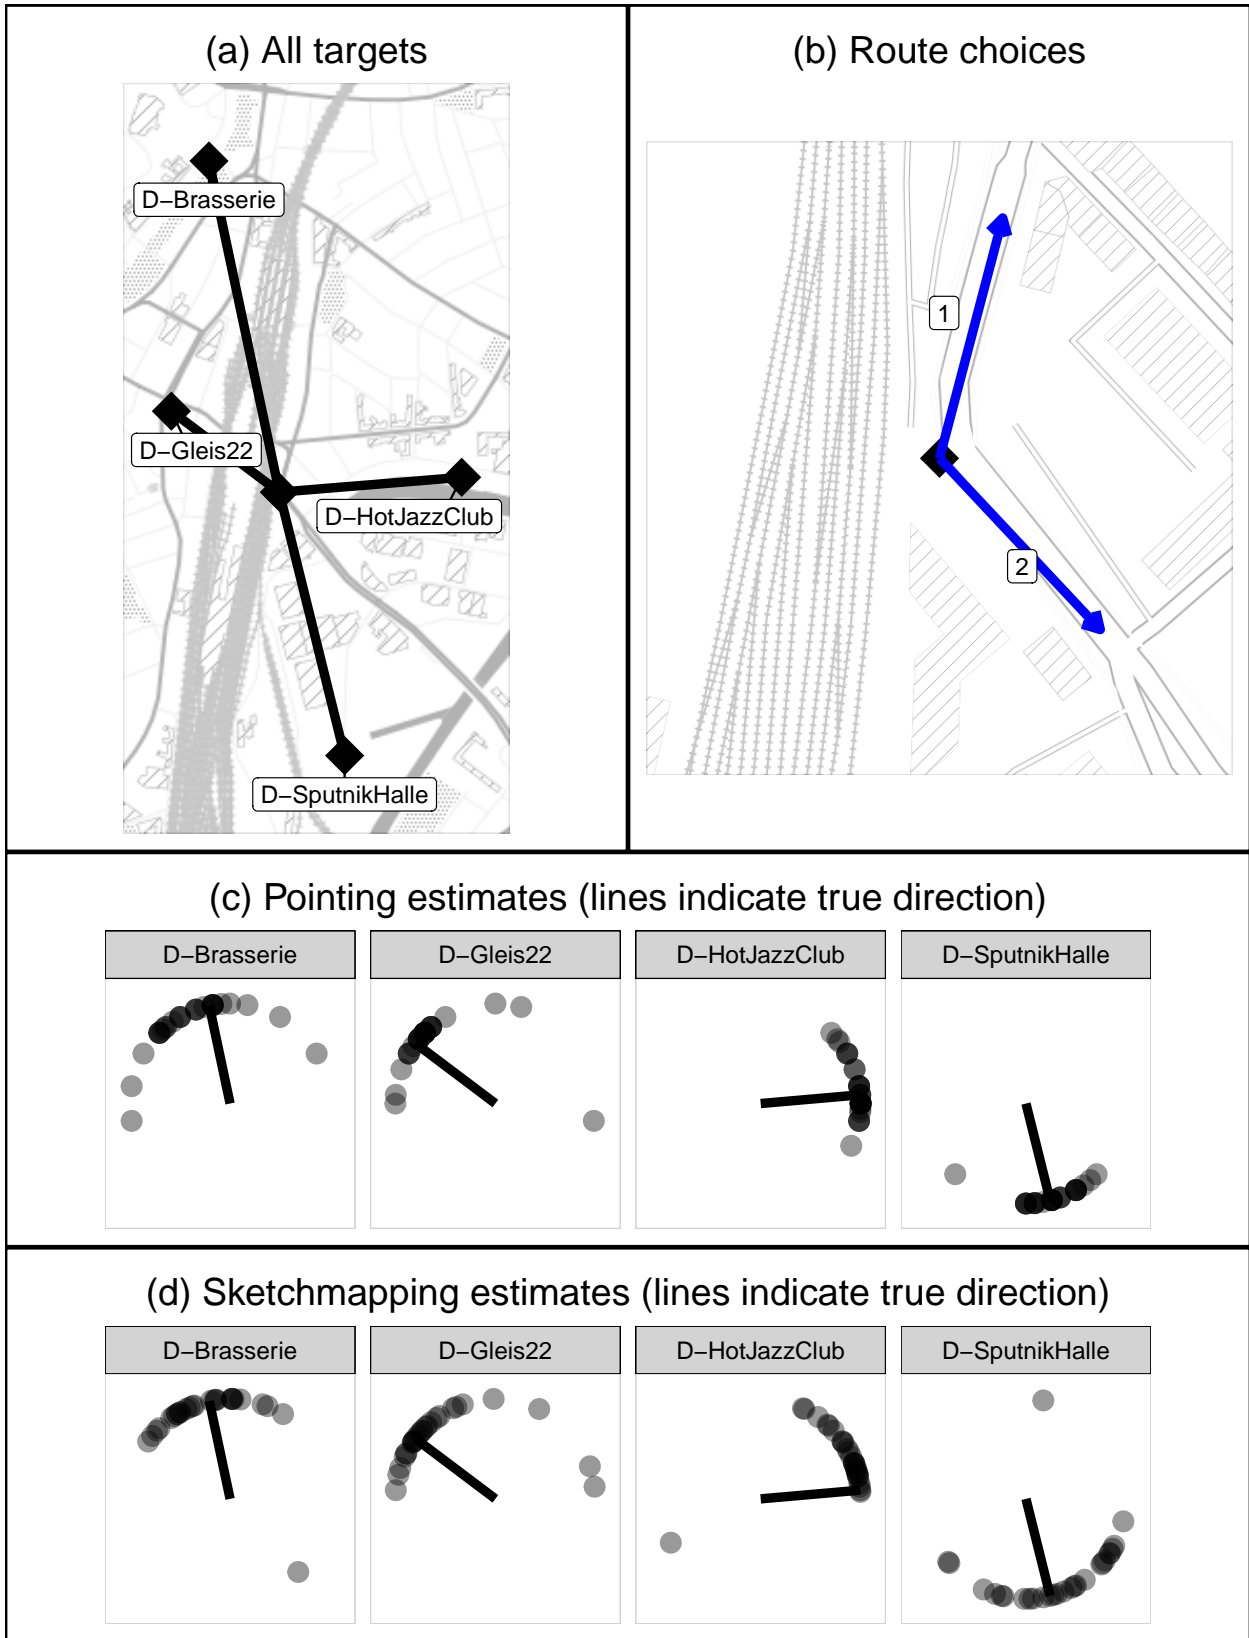 (a) All targets
D−Brasserie
D−Gleis22
D−HotJazzClub
D−SputnikHalle
(b) Route choices
1
2
(c) Pointing estimates (lines indicate true direction)
D−Brasserie
D−Gleis22
D−HotJazzClub
D−SputnikHalle
(d) Sketchmapping estimates (lines indicate true direction)
D−Brasserie
D−Gleis22
D−HotJazzClub
D−SputnikHalle